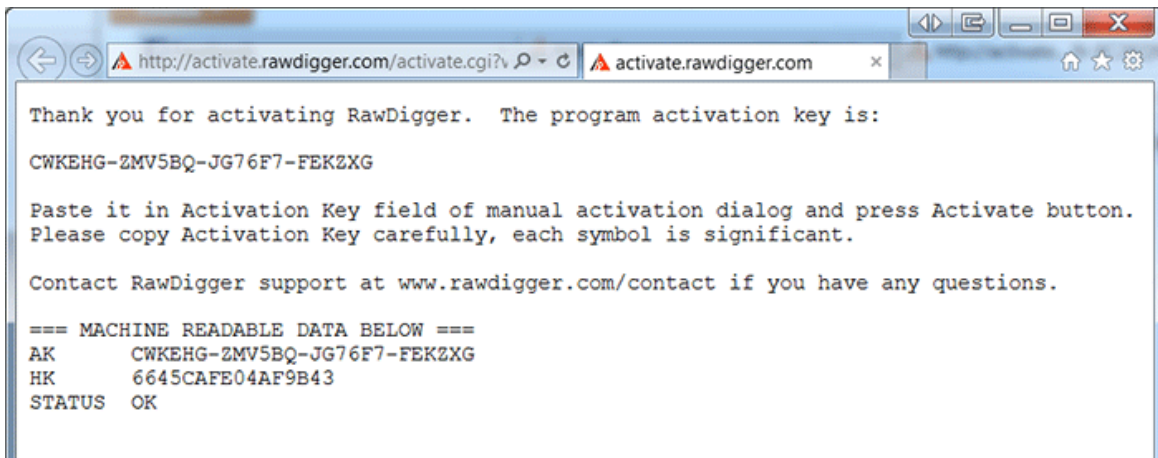 http://activate.rawdigger.com/activate.cgi?
activate.rawdigger.com
Thank you for activating RawDigger. The program activation key is:
CWKEHG-ZMV5BQ-JG76F7-FEKZXG
Paste it in Activation Key field of manual activation dialog and press Activate button.
Please copy Activation Key carefully, each symbol is significant.
Contact RawDigger support at www.rawdigger.com/contact if you have any questions.
=== MACHINE READABLE DATA BELOW ===
AK CWKEHG-ZMV5BQ-JG76F7-FEKZXG
HK 6645CAFE04AF9B43
STATUS OK